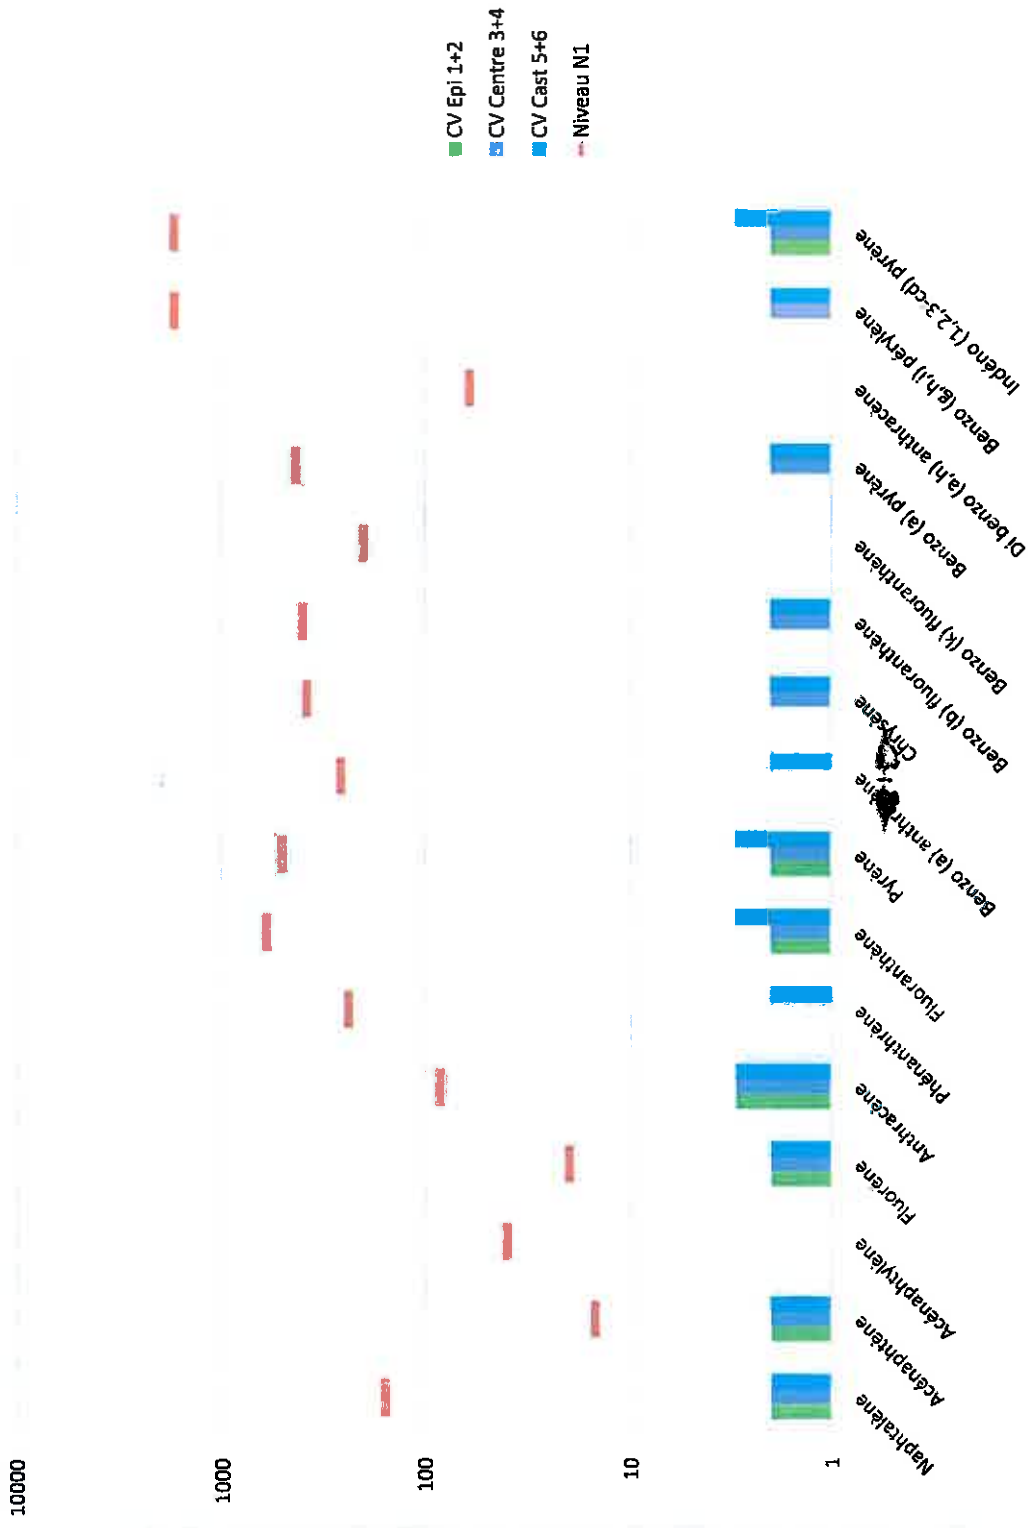 10000
1000
100
10
1
Naphtalène
Acénaphtène
Acénaphtylène
Fluorène
Anthracène
Phénanthrène
Fluoranthène
Pyrène
Benzo (a) anthracène
Chrysène
Benzo (b) fluoranthène
Benzo (k) fluoranthène
Benzo (a) pyrène
Di benzo (a,h) anthracène
Benzo (g,h,i) pérylène
Indéno (1,2,3-cd) pyrène
CV Epi 1+2
CV Centre 3+4
CV Cast 5+6
Niveau N1